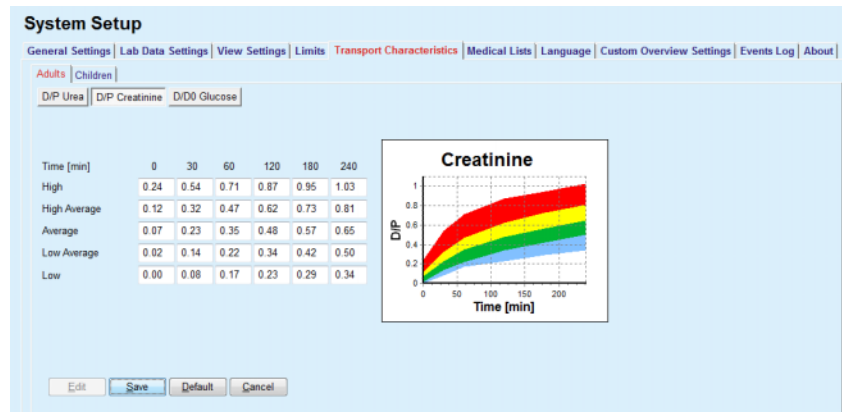 System Setup
General Settings Lab Data Settings View Settings Limits Transport Characteristics Medical Lists Language Custom Overview Settings Events Log About
Adults Children
D/P Urea D/P Creatinine D/D0 Glucose
Time [min] 0 30 60 120 180 240
High 0.24 0.54 0.71 0.87 0.95 1.03
High Average 0.12 0.32 0.47 0.62 0.73 0.81
Average 0.07 0.23 0.35 0.48 0.57 0.65
Low Average 0.02 0.14 0.22 0.34 0.42 0.50
Low 0.00 0.08 0.17 0.23 0.29 0.34
Creatinine
D/P
1
0.8
0.6
0.4
0.2
0
0 50 100 150 200
Time [min]
Edit Save Default Cancel